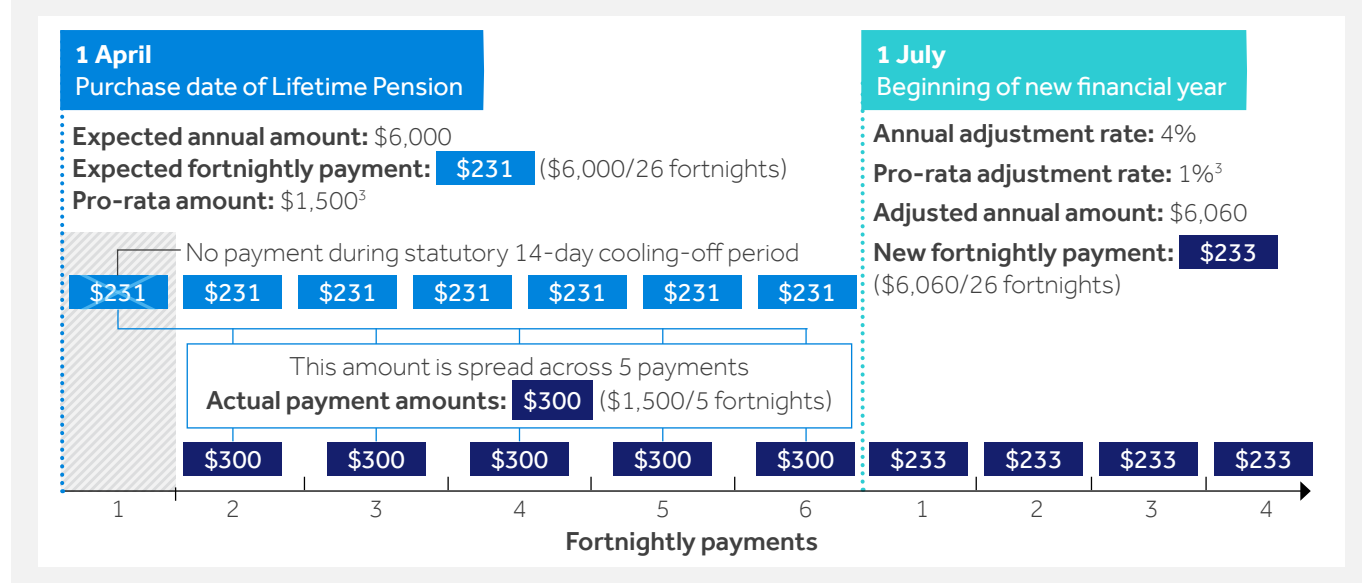 1 April
Purchase date of Lifetime Pension
Expected annual amount: $6,000
Expected fortnightly payment: $231 ($6,000/26 fortnights)
Pro-rata amount: $1,500³
1 July
Beginning of new financial year
Annual adjustment rate: 4%
Pro-rata adjustment rate: 1%³
Adjusted annual amount: $6,060
New fortnightly payment: $233
($6,060/26 fortnights)
No payment during statutory 14-day cooling-off period
$231 $231 $231 $231 $231 $231 $231
This amount is spread across 5 payments
Actual payment amounts: $300 ($1,500/5 fortnights)
$300 $300 $300 $300 $300 $233 $233 $233 $233
1 2 3 4 5 6 1 2 3 4
Fortnightly payments